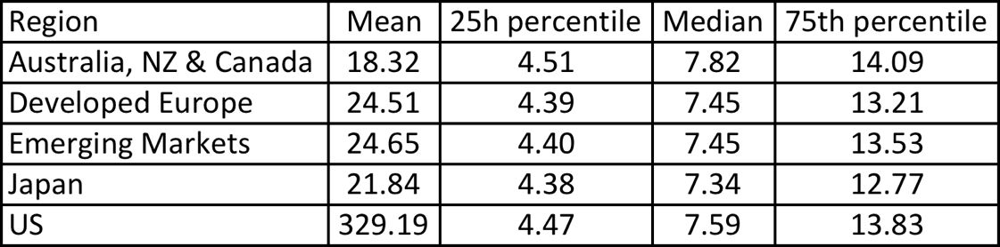 Region Mean 25h percentile Median 75th percentile
Australia, NZ & Canada 18.32 4.51 7.82 14.09
Developed Europe 24.51 4.39 7.45 13.21
Emerging Markets 24.65 4.40 7.45 13.53
Japan 21.84 4.38 7.34 12.77
US 329.19 4.47 7.59 13.83